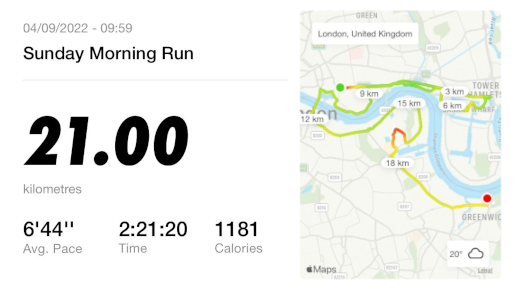 04/09/2022 - 09:59
Sunday Morning Run
21.00
kilometres
6'44''
2:21:20
1181
Avg. Pace
Time
Calories
GREEN
London, United Kingdom
TOWER
HAMLETS
WHARF
3 km
9 km
6 km
15 km
12 km
18 km
GREENWIC
20°
Maps
Legal